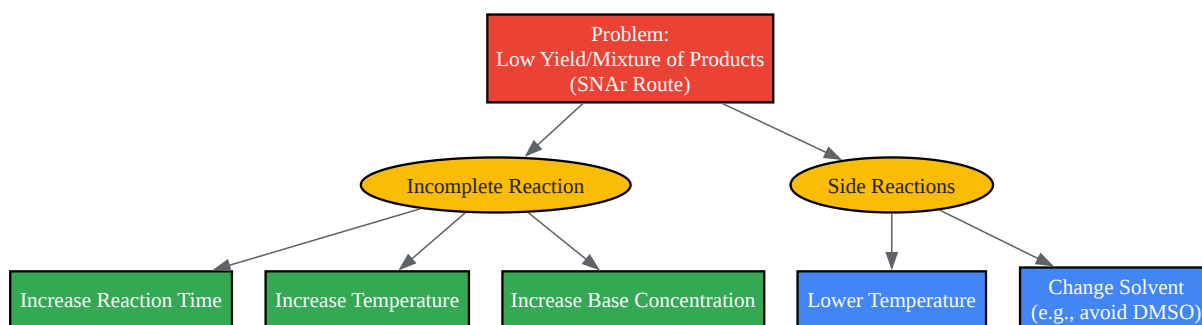 Problem:
Low Yield/Mixture of Products
(SNAr Route)
Incomplete Reaction
Side Reactions
Increase Reaction Time
Increase Temperature
Increase Base Concentration
Lower Temperature
Change Solvent
(e.g., avoid DMSO)